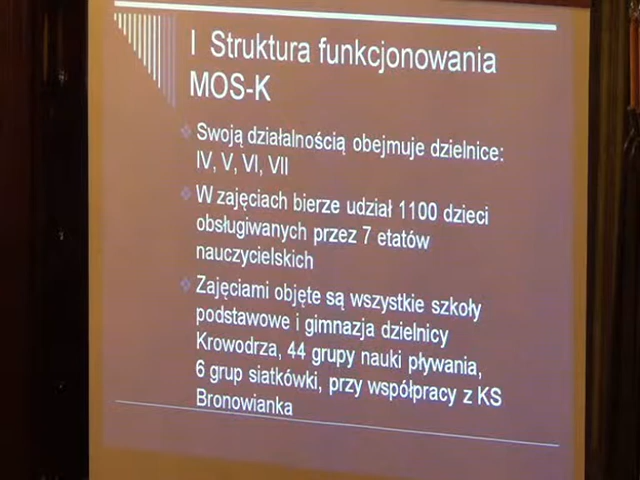 I Struktura funkcjonowania
MOS-K
Swoją działalnością obejmuje dzielnice:
IV, V, VI, VII
W zajęciach bierze udział 1100 dzieci
obsługiwanych przez 7 etatów
nauczycielskich
Zajęciami objęte są wszystkie szkoły
podstawowe i gimnazja dzielnicy
Krowodrza, 44 grupy nauki pływania,
6 grup siatkówki, przy współpracy z KS
Bronowianka